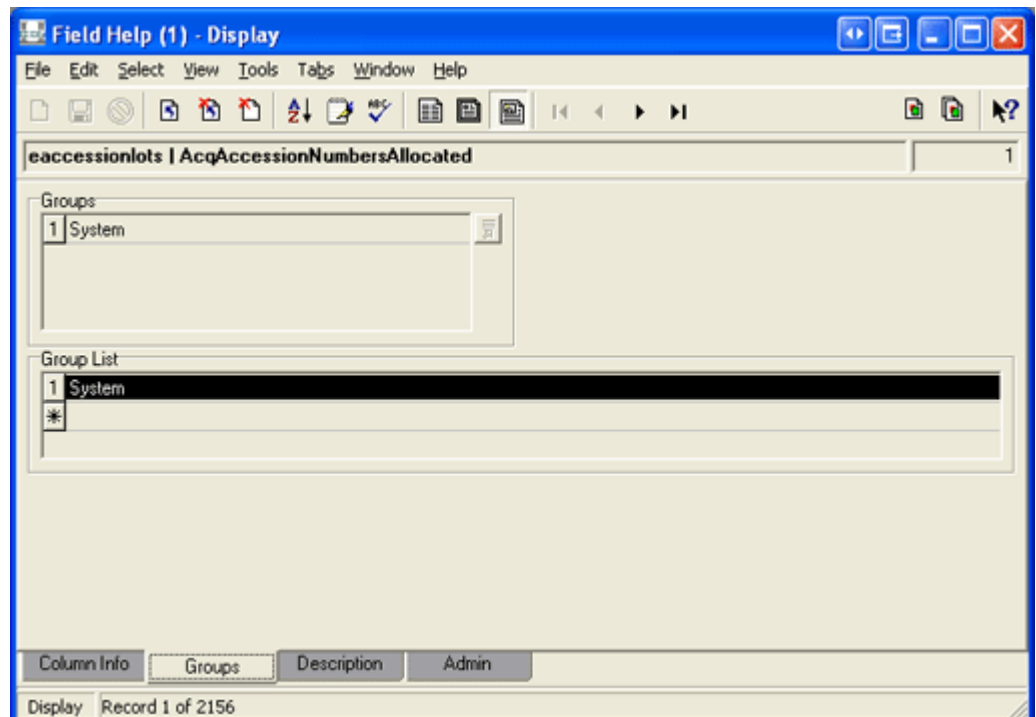 Field Help (1) - Display
File Edit Select View Tools Tabs Window Help
A Z ABC ?
eaccessionlots | AcqAccessionNumbersAllocated 1
Groups
1 System
Group List
1 System
Column Info Groups Description Admin
Display Record 1 of 2156